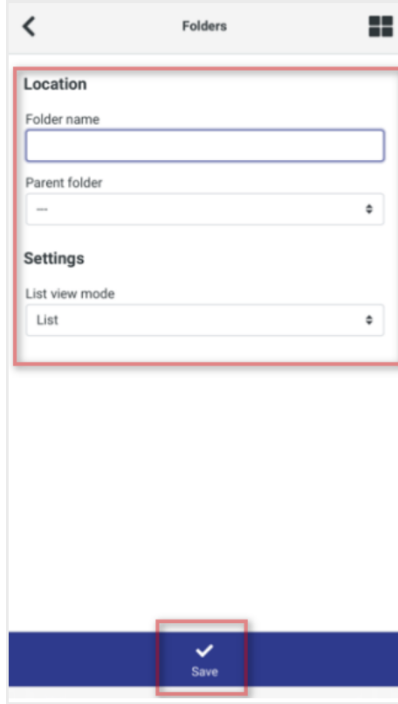 Folders
Location
Folder name
Parent folder
---
Settings
List view mode
List
Save